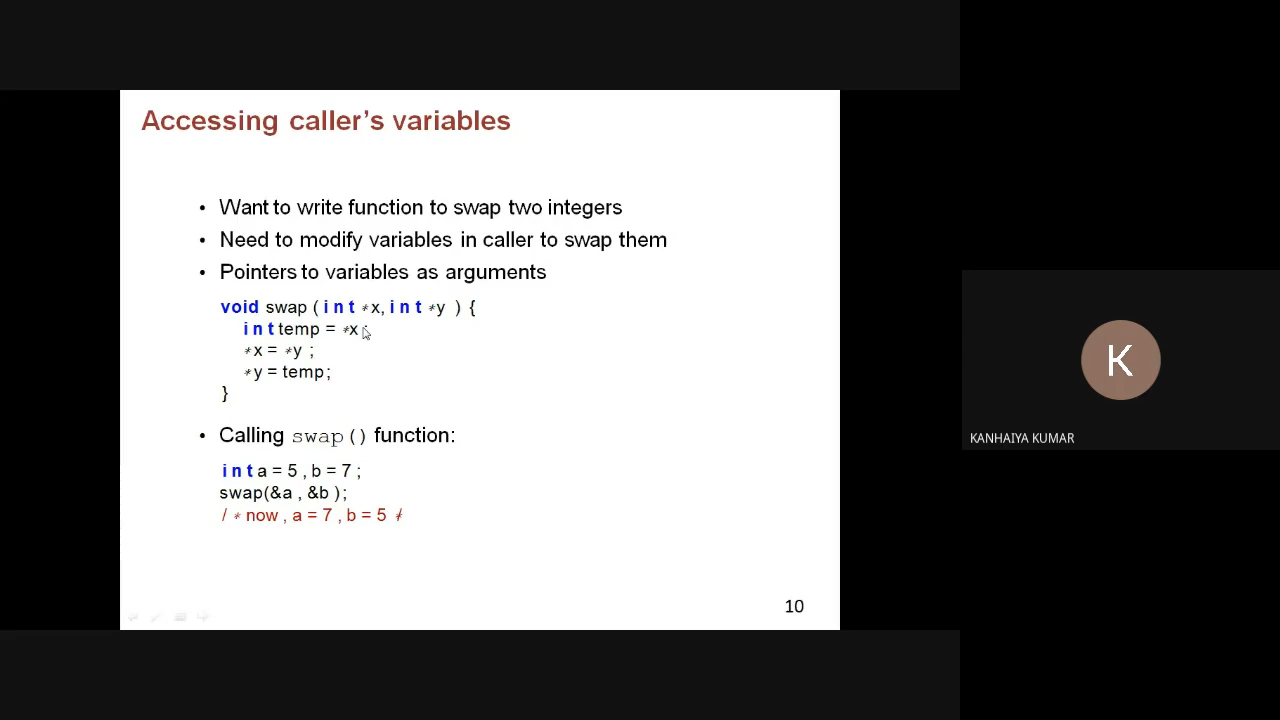 Accessing caller's variables
• Want to write function to swap two integers
• Need to modify variables in caller to swap them
• Pointers to variables as arguments
void swap ( int *x, int *y ) {
int temp = *x ;
*x = *y ;
*y = temp;
}
• Calling swap() function:
int a = 5 , b = 7 ;
swap(&a , &b );
/ * now , a = 7 , b = 5 */
10
K
KANHAIYA KUMAR